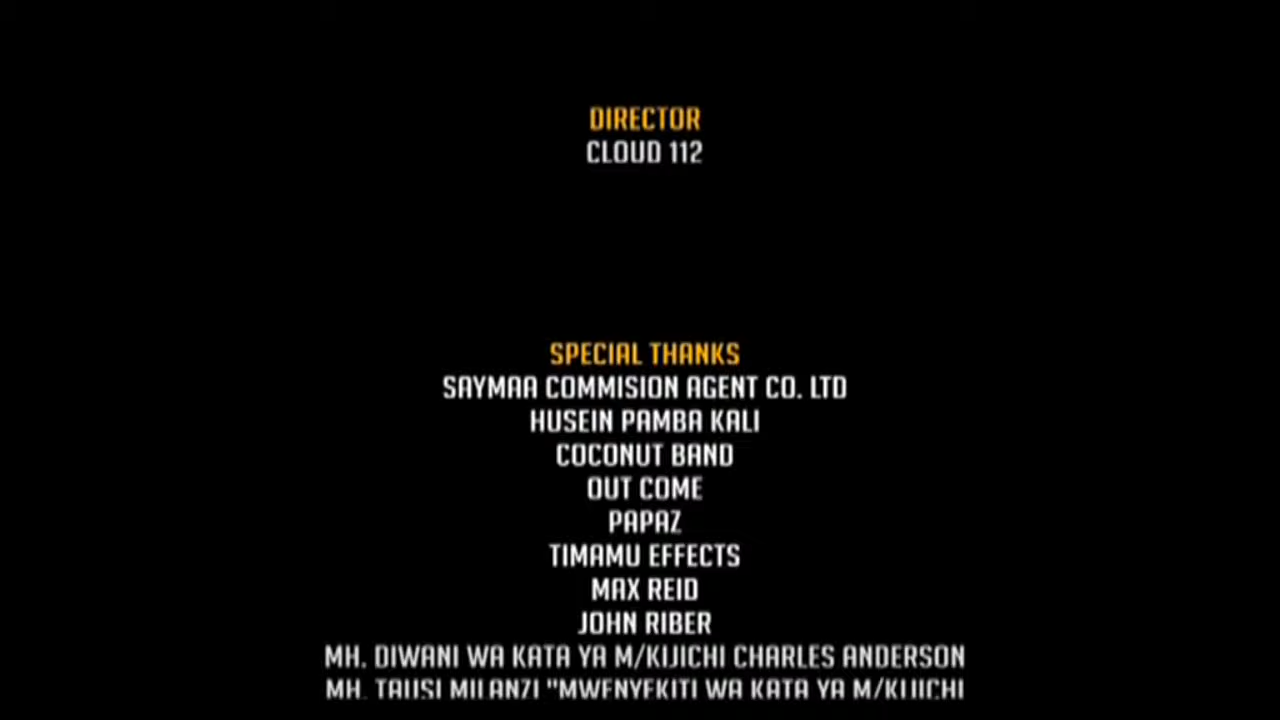 DIRECTOR
CLOUD 112
SPECIAL THANKS
SAYMAA COMMISION AGENT CO. LTD
HUSEIN PAMBA KALI
COCONUT BAND
OUT COME
PAPAZ
TIMAMU EFFECTS
MAX REID
JOHN RIBER
MH. DIWANI WA KATA YA M/KIJICHI CHARLES ANDERSON
MH. TAUSI MILANZI "MWENYEKITI WA KATA YA M/KIJICHI